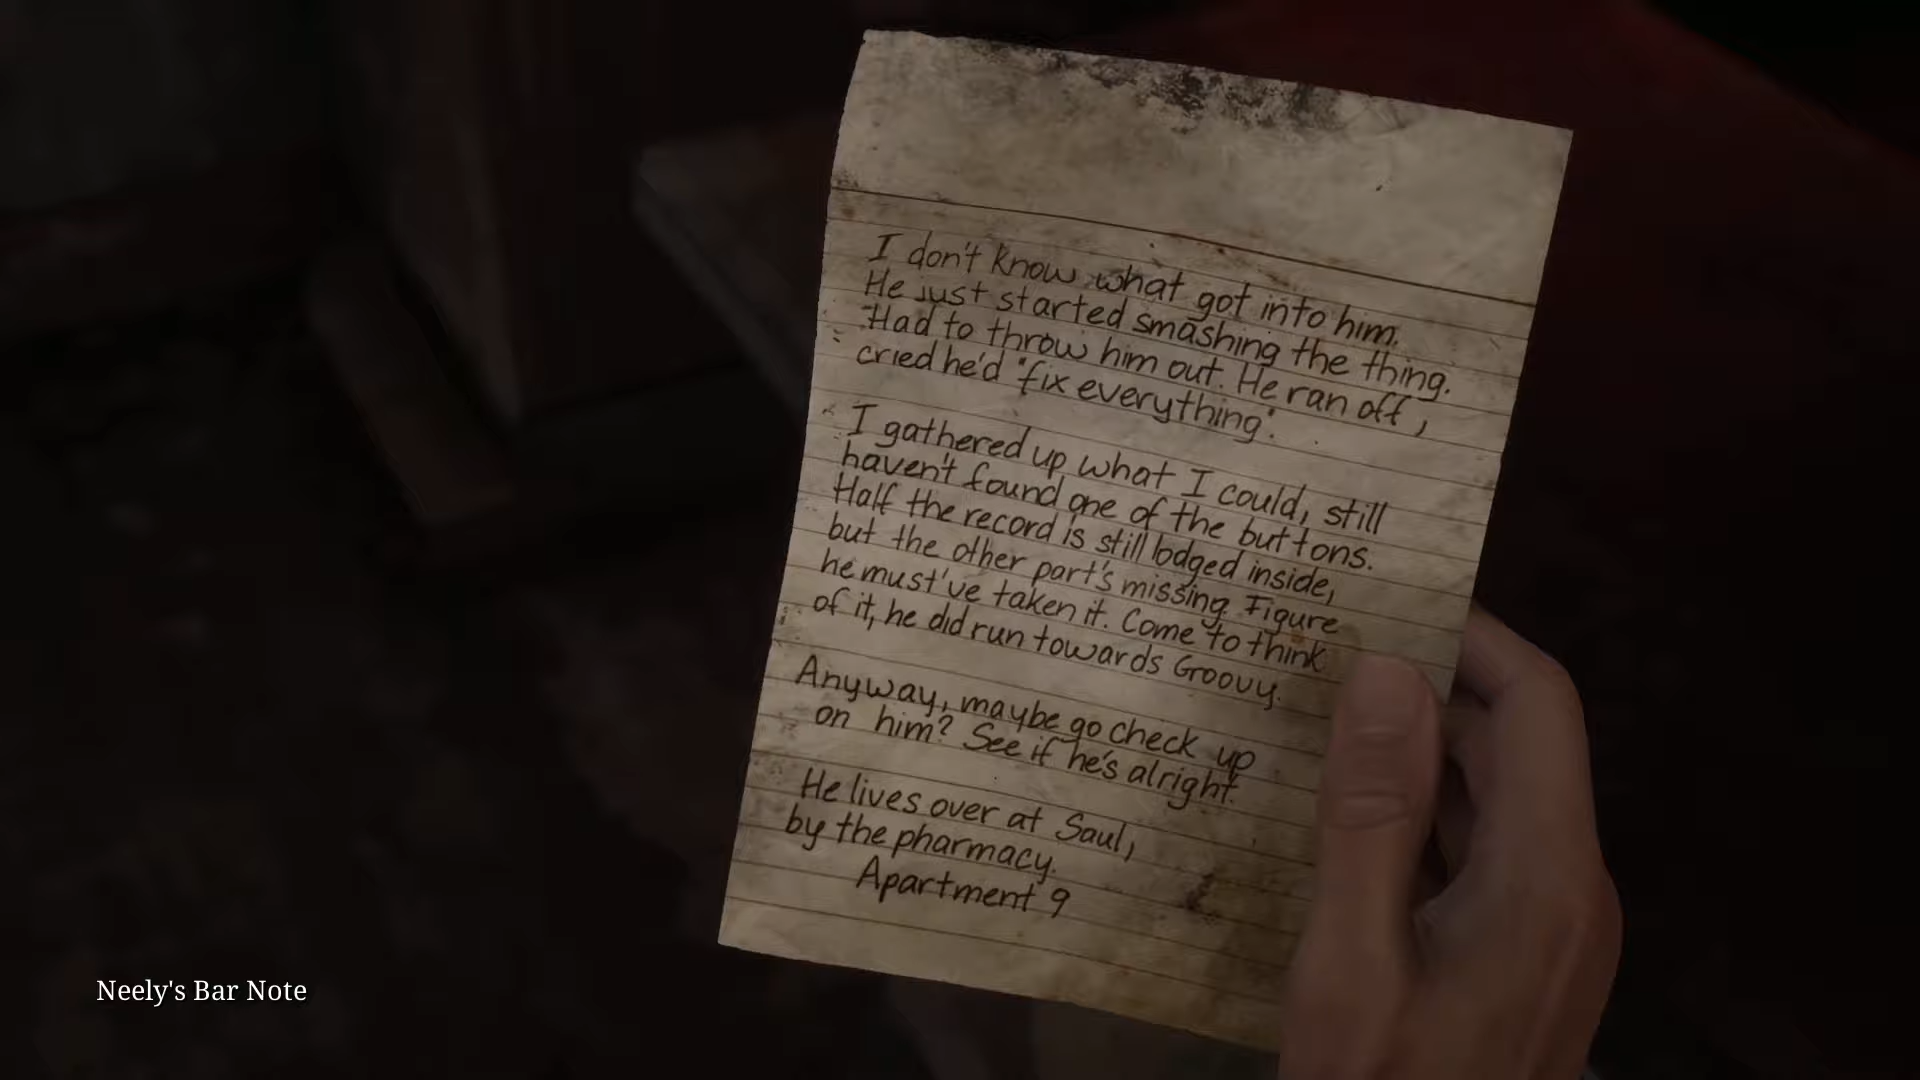 I don't know what got into him.
He just started smashing the thing.
Had to throw him out. He ran off,
cried he'd "fix everything".
I gathered up what I could, still
haven't found one of the buttons.
Half the record is still lodged inside,
but the other part's missing. Figure
he must've taken it. Come to think
of it, he did run towards Groovy.
Anyway, maybe go check up
on him? See if he's alright.
He lives over at Saul,
by the pharmacy.
Apartment 9
Neely's Bar Note